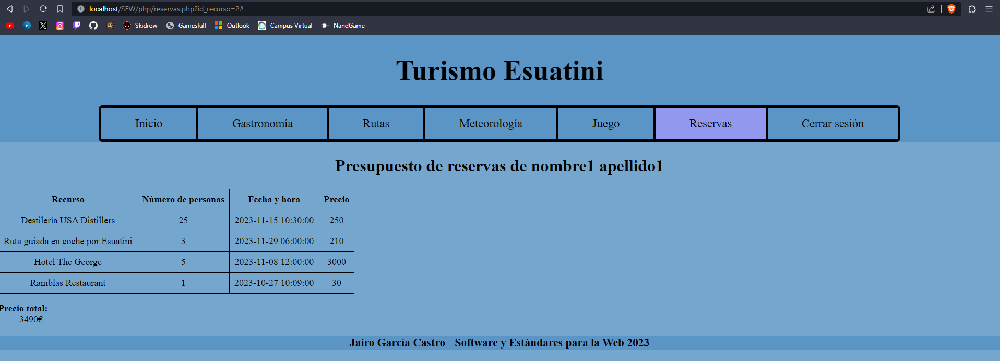 localhost/SEW/php/reservas.php?id_recurso=2#
Skidrow Gamesfull Outlook Campus Virtual NandGame
Turismo Esuatini
Inicio Gastronomía Rutas Meteorología Juego Reservas Cerrar sesión
Presupuesto de reservas de nombre1 apellido1
Recurso Número de personas Fecha y hora Precio
Destilería USA Distillers 25 2023-11-15 10:30:00 250
Ruta guiada en coche por Esuatini 3 2023-11-29 06:00:00 210
Hotel The George 5 2023-11-08 12:00:00 3000
Ramblas Restaurant 1 2023-10-27 10:09:00 30
Precio total:
3490€
Jairo García Castro - Software y Estándares para la Web 2023